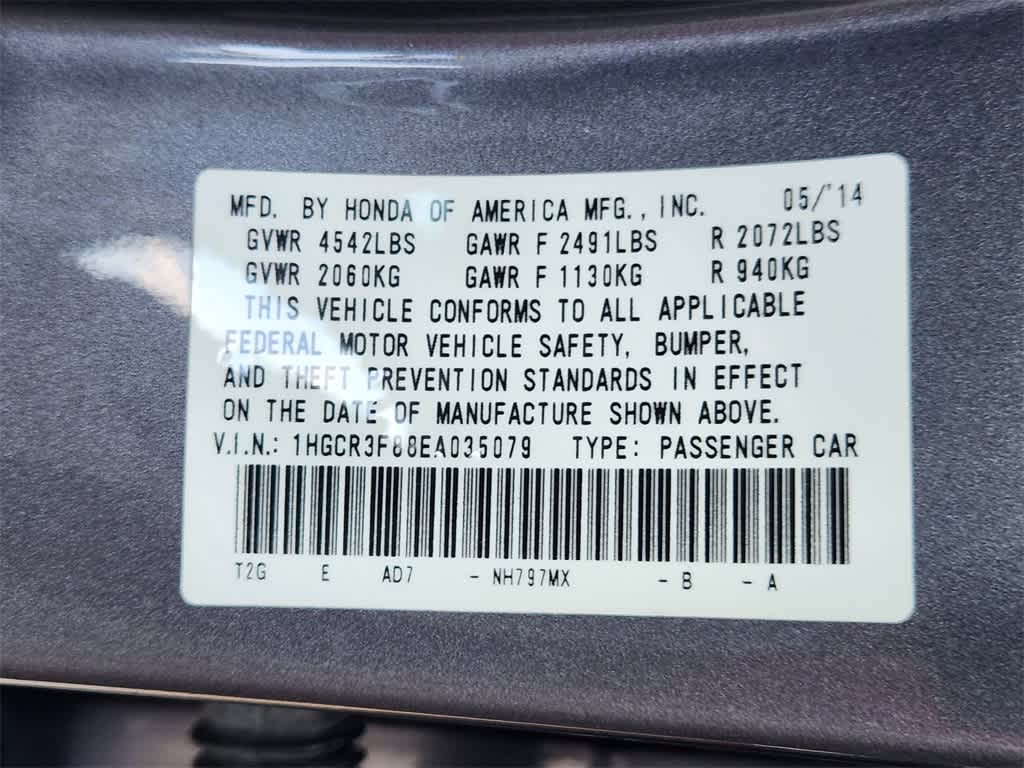 MFD. BY HONDA OF AMERICA MFG., INC. 05/'14
GVWR 4542LBS GAWR F 2491LBS R 2072LBS
GVWR 2060KG GAWR F 1130KG R 940KG
THIS VEHICLE CONFORMS TO ALL APPLICABLE
FEDERAL MOTOR VEHICLE SAFETY, BUMPER,
AND THEFT PREVENTION STANDARDS IN EFFECT
ON THE DATE OF MANUFACTURE SHOWN ABOVE.
V.I.N.: 1HGCR3F88EA035079 TYPE: PASSENGER CAR
T2G E AD7 - NH797MX - B - A